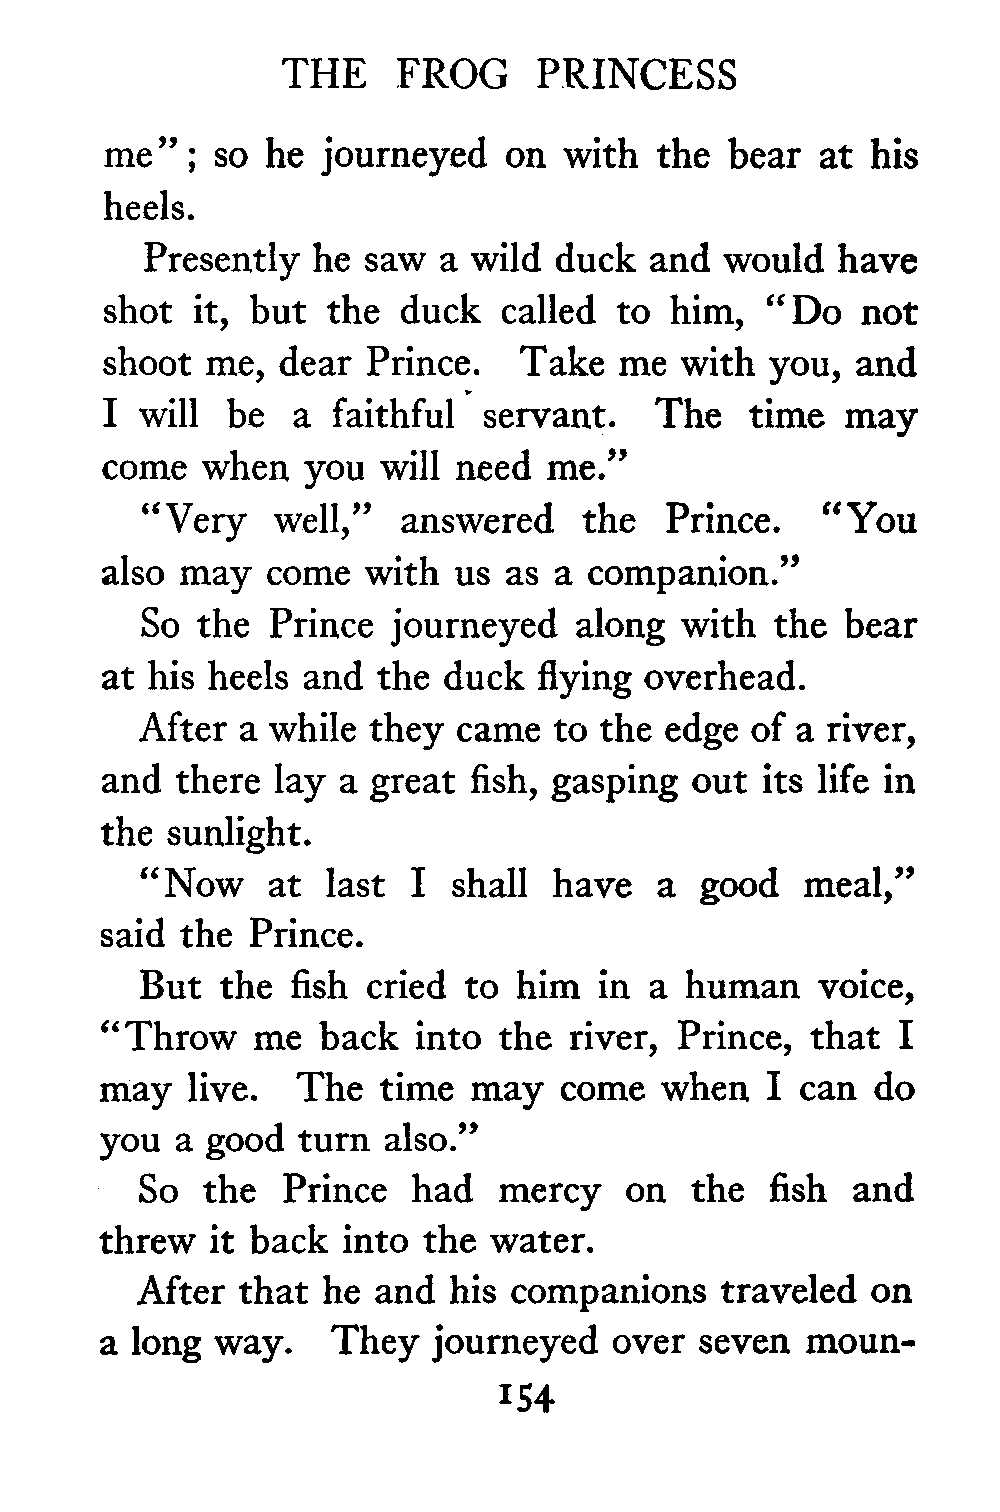 THE FROG PRINCESS
me”; so he journeyed on with the bear at his
heels.
Presently he saw a wild duck and would have
shot it, but the duck called to him, “Do not
shoot me, dear Prince. Take me with you, and
I will be a faithful servant. The time may
come when you will need me.”
“Very well,” answered the Prince. “You
also may come with us as a companion.”
So the Prince journeyed along with the bear
at his heels and the duck flying overhead.
After a while they came to the edge of a river,
and there lay a great fish, gasping out its life in
the sunlight.
“Now at last I shall have a good meal,”
said the Prince.
But the fish cried to him in a human voice,
“Throw me back into the river, Prince, that I
may live. The time may come when I can do
you a good turn also.”
So the Prince had mercy on the fish and
threw it back into the water.
After that he and his companions traveled on
a long way. They journeyed over seven moun-
154